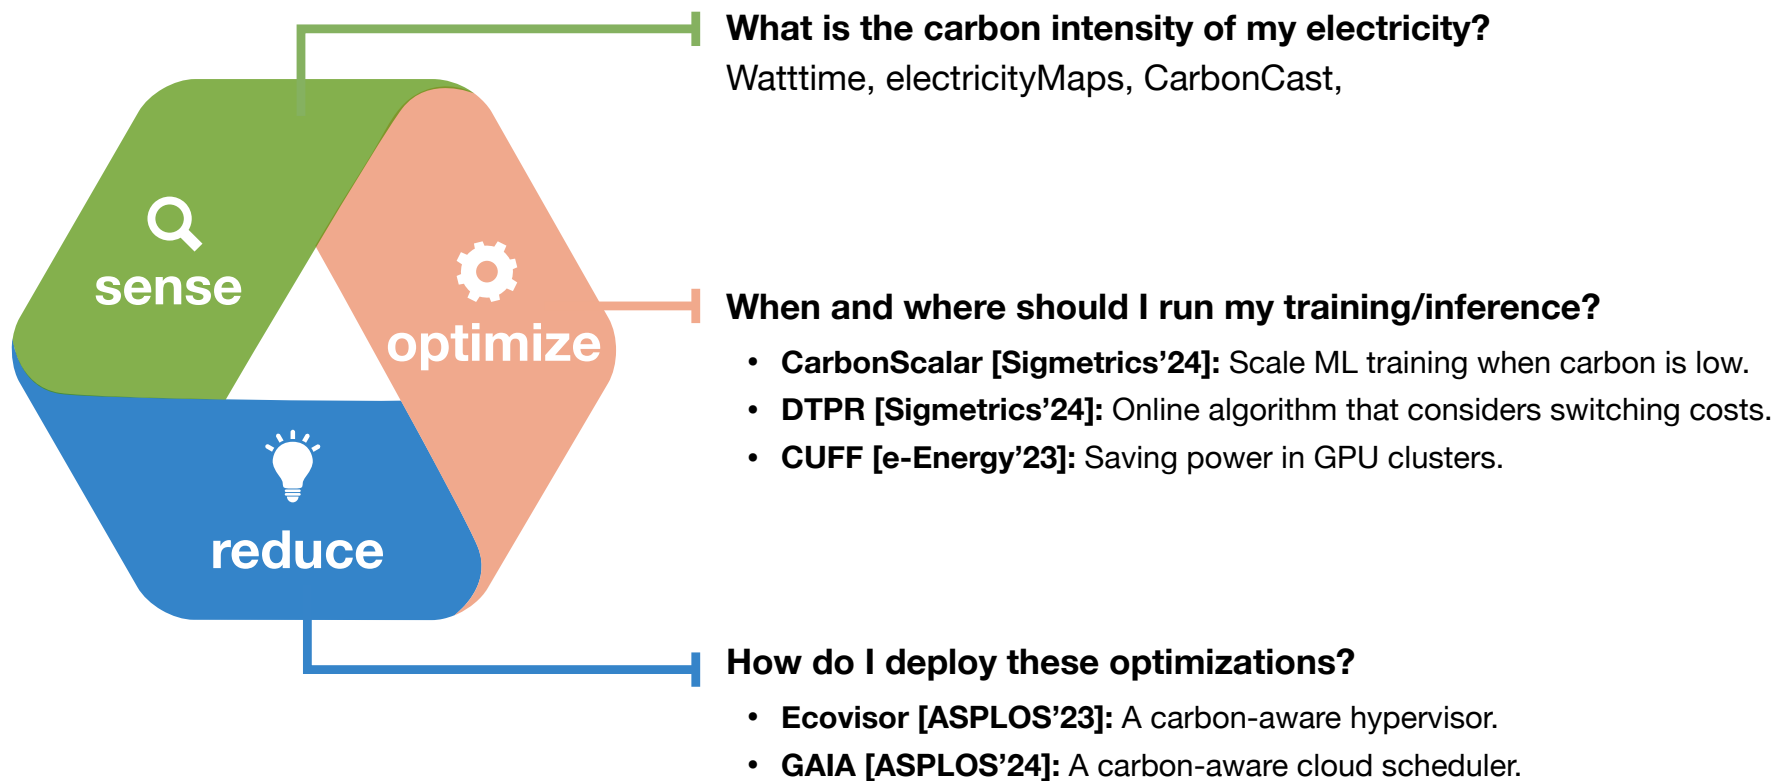 What is the carbon intensity of my electricity?
Watttime, electricityMaps, CarbonCast,
sense
optimize
reduce
When and where should I run my training/inference?
• CarbonScalar [Sigmetrics’24]: Scale ML training when carbon is low.
• DTPR [Sigmetrics’24]: Online algorithm that considers switching costs.
• CUFF [e-Energy’23]: Saving power in GPU clusters.
How do I deploy these optimizations?
• Ecovisor [ASPLOS’23]: A carbon-aware hypervisor.
• GAIA [ASPLOS’24]: A carbon-aware cloud scheduler.